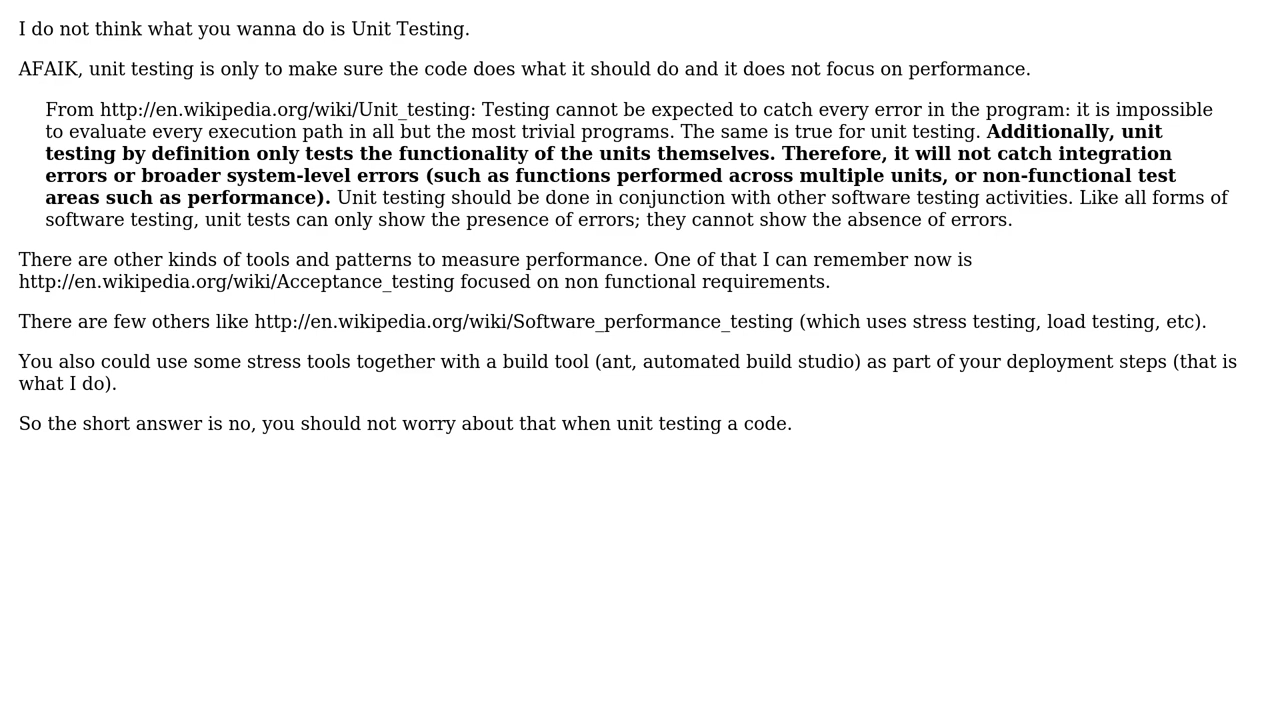 I do not think what you wanna do is Unit Testing.
AFAIK, unit testing is only to make sure the code does what it should do and it does not focus on performance.
From http://en.wikipedia.org/wiki/Unit_testing: Testing cannot be expected to catch every error in the program: it is impossible
to evaluate every execution path in all but the most trivial programs. The same is true for unit testing. Additionally, unit
testing by definition only tests the functionality of the units themselves. Therefore, it will not catch integration
errors or broader system-level errors (such as functions performed across multiple units, or non-functional test
areas such as performance). Unit testing should be done in conjunction with other software testing activities. Like all forms of
software testing, unit tests can only show the presence of errors; they cannot show the absence of errors.
There are other kinds of tools and patterns to measure performance. One of that I can remember now is
http://en.wikipedia.org/wiki/Acceptance_testing focused on non functional requirements.
There are few others like http://en.wikipedia.org/wiki/Software_performance_testing (which uses stress testing, load testing, etc).
You also could use some stress tools together with a build tool (ant, automated build studio) as part of your deployment steps (that is
what I do).
So the short answer is no, you should not worry about that when unit testing a code.